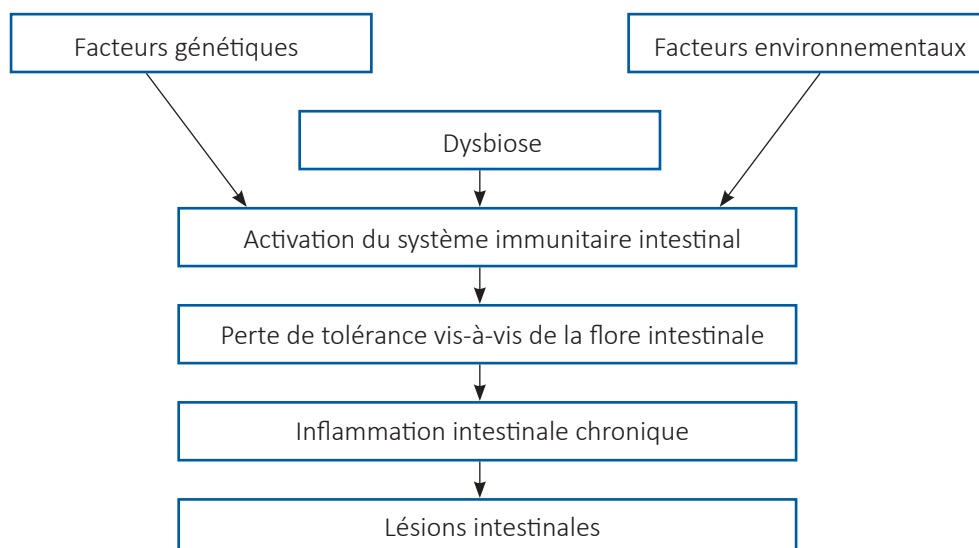 Facteurs génétiques
Facteurs environnementaux
Dysbiose
Activation du système immunitaire intestinal
Perte de tolérance vis-à-vis de la flore intestinale
Inflammation intestinale chronique
Lésions intestinales